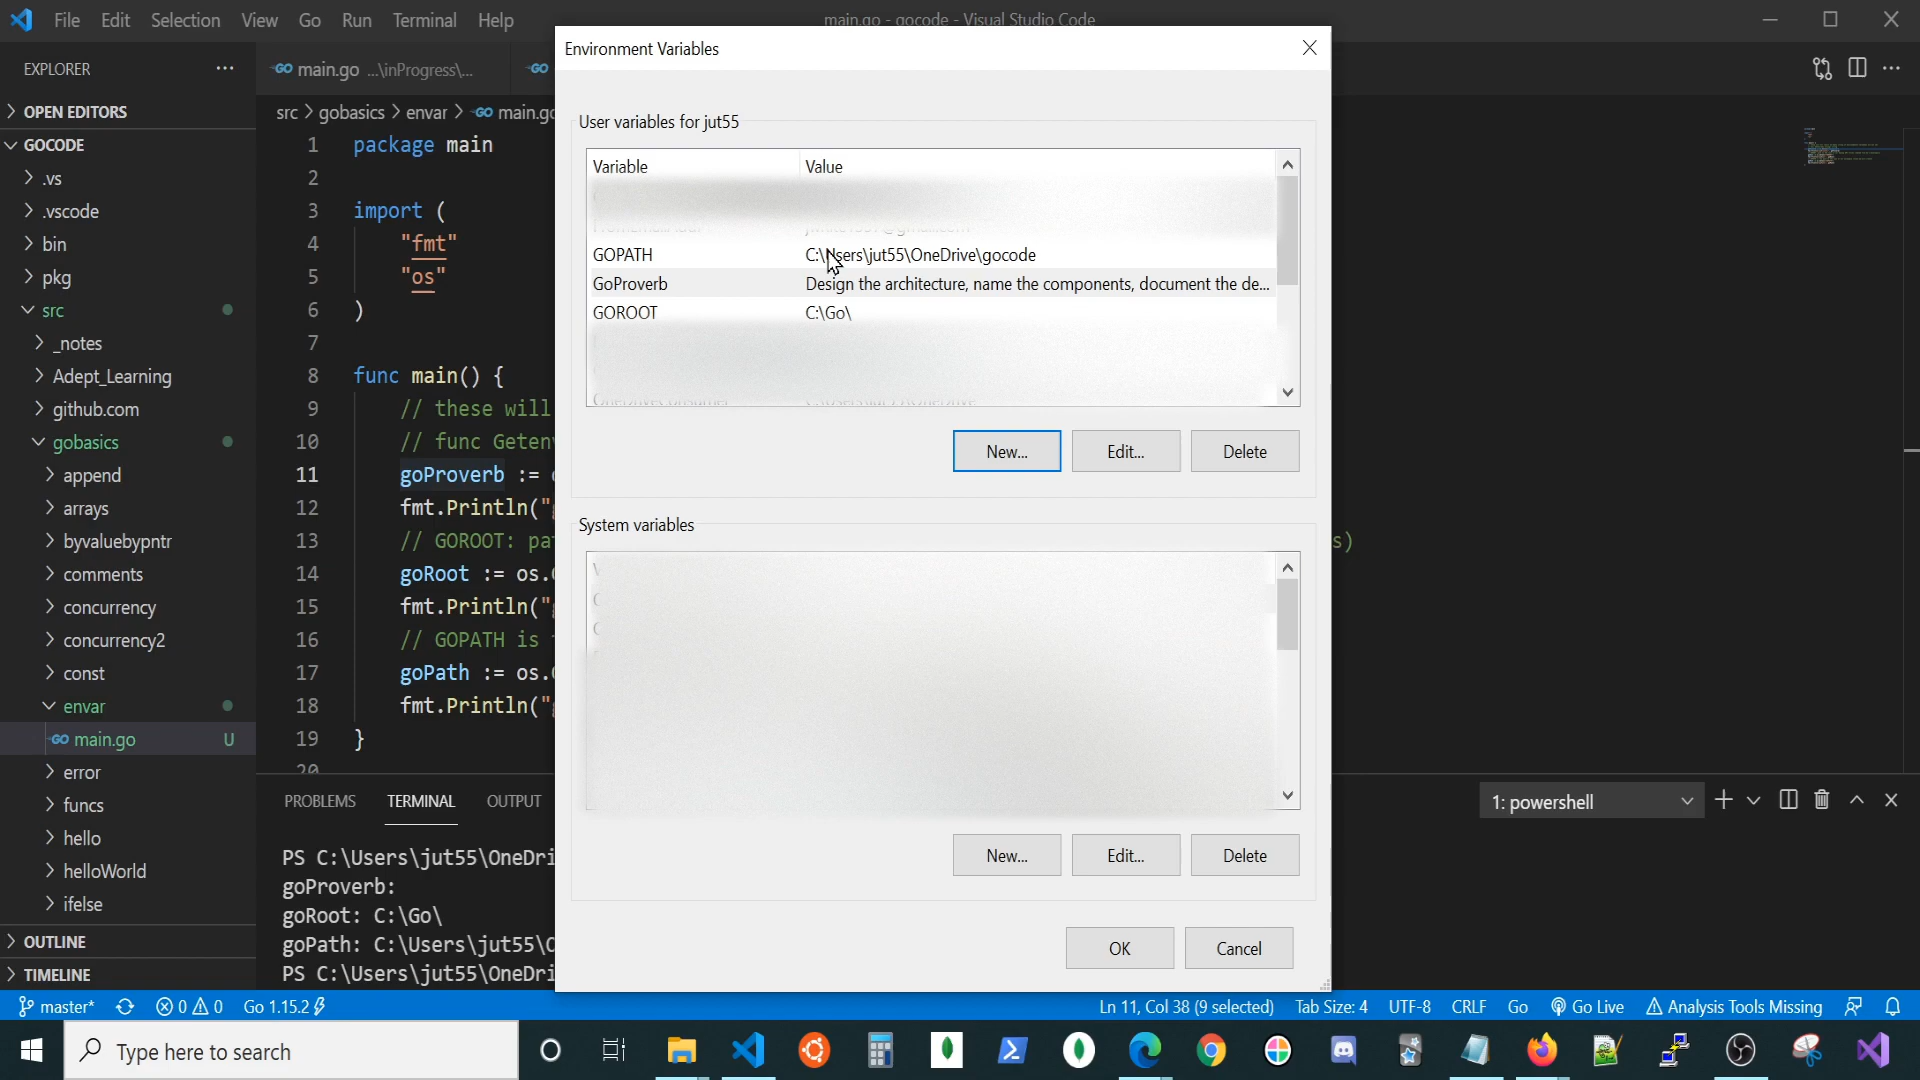 File Edit Selection View Go Run Terminal Help
main.go - gocode - Visual Studio Code
EXPLORER
OPEN EDITORS
GOCODE
.vs
.vscode
bin
pkg
src
_notes
Adept_Learning
github.com
gobasics
append
arrays
byvaluebypntr
comments
concurrency
concurrency2
const
envar
main.go U
error
funcs
hello
helloWorld
ifelse
OUTLINE
TIMELINE
main.go ...\inProgress\...
src > gobasics > envar > main.go
1 package main
2
3 import (
4 "fmt"
5 "os"
6 )
7
8 func main() {
9 // these will
10 // func Geten
11 goProverb :=
12 fmt.Println("
13 // GOROOT: pa s)
14 goRoot := os.
15 fmt.Println("
16 // GOPATH is
17 goPath := os.
18 fmt.Println("
19 }
20
Environment Variables
User variables for jut55
Variable Value
GOPATH C:\Users\jut55\OneDrive\gocode
GoProverb Design the architecture, name the components, document the de...
GOROOT C:\Go\
New... Edit... Delete
System variables
New... Edit... Delete
OK Cancel
PROBLEMS TERMINAL OUTPUT
1: powershell
PS C:\Users\jut55\OneDri
goProverb:
goRoot: C:\Go\
goPath: C:\Users\jut55\
PS C:\Users\jut55\OneDri
master* 0 0 Go 1.15.2
Ln 11, Col 38 (9 selected) Tab Size: 4 UTF-8 CRLF Go Go Live Analysis Tools Missing
Type here to search